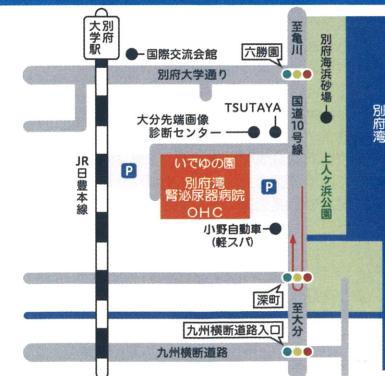 別府
大学駅
国際交流会館
別府大学通り
六勝園
至亀川
別府海浜砂場
別府湾
TSUTAYA
大分先端画像
診断センター
国道10号線
上人ヶ浜公園
JR日豊本線
P
いでゆの園
別府湾
腎泌尿器病院
OHC
P
小野自動車
(軽スパ)
深町
至大分
九州横断道路入口
九州横断道路